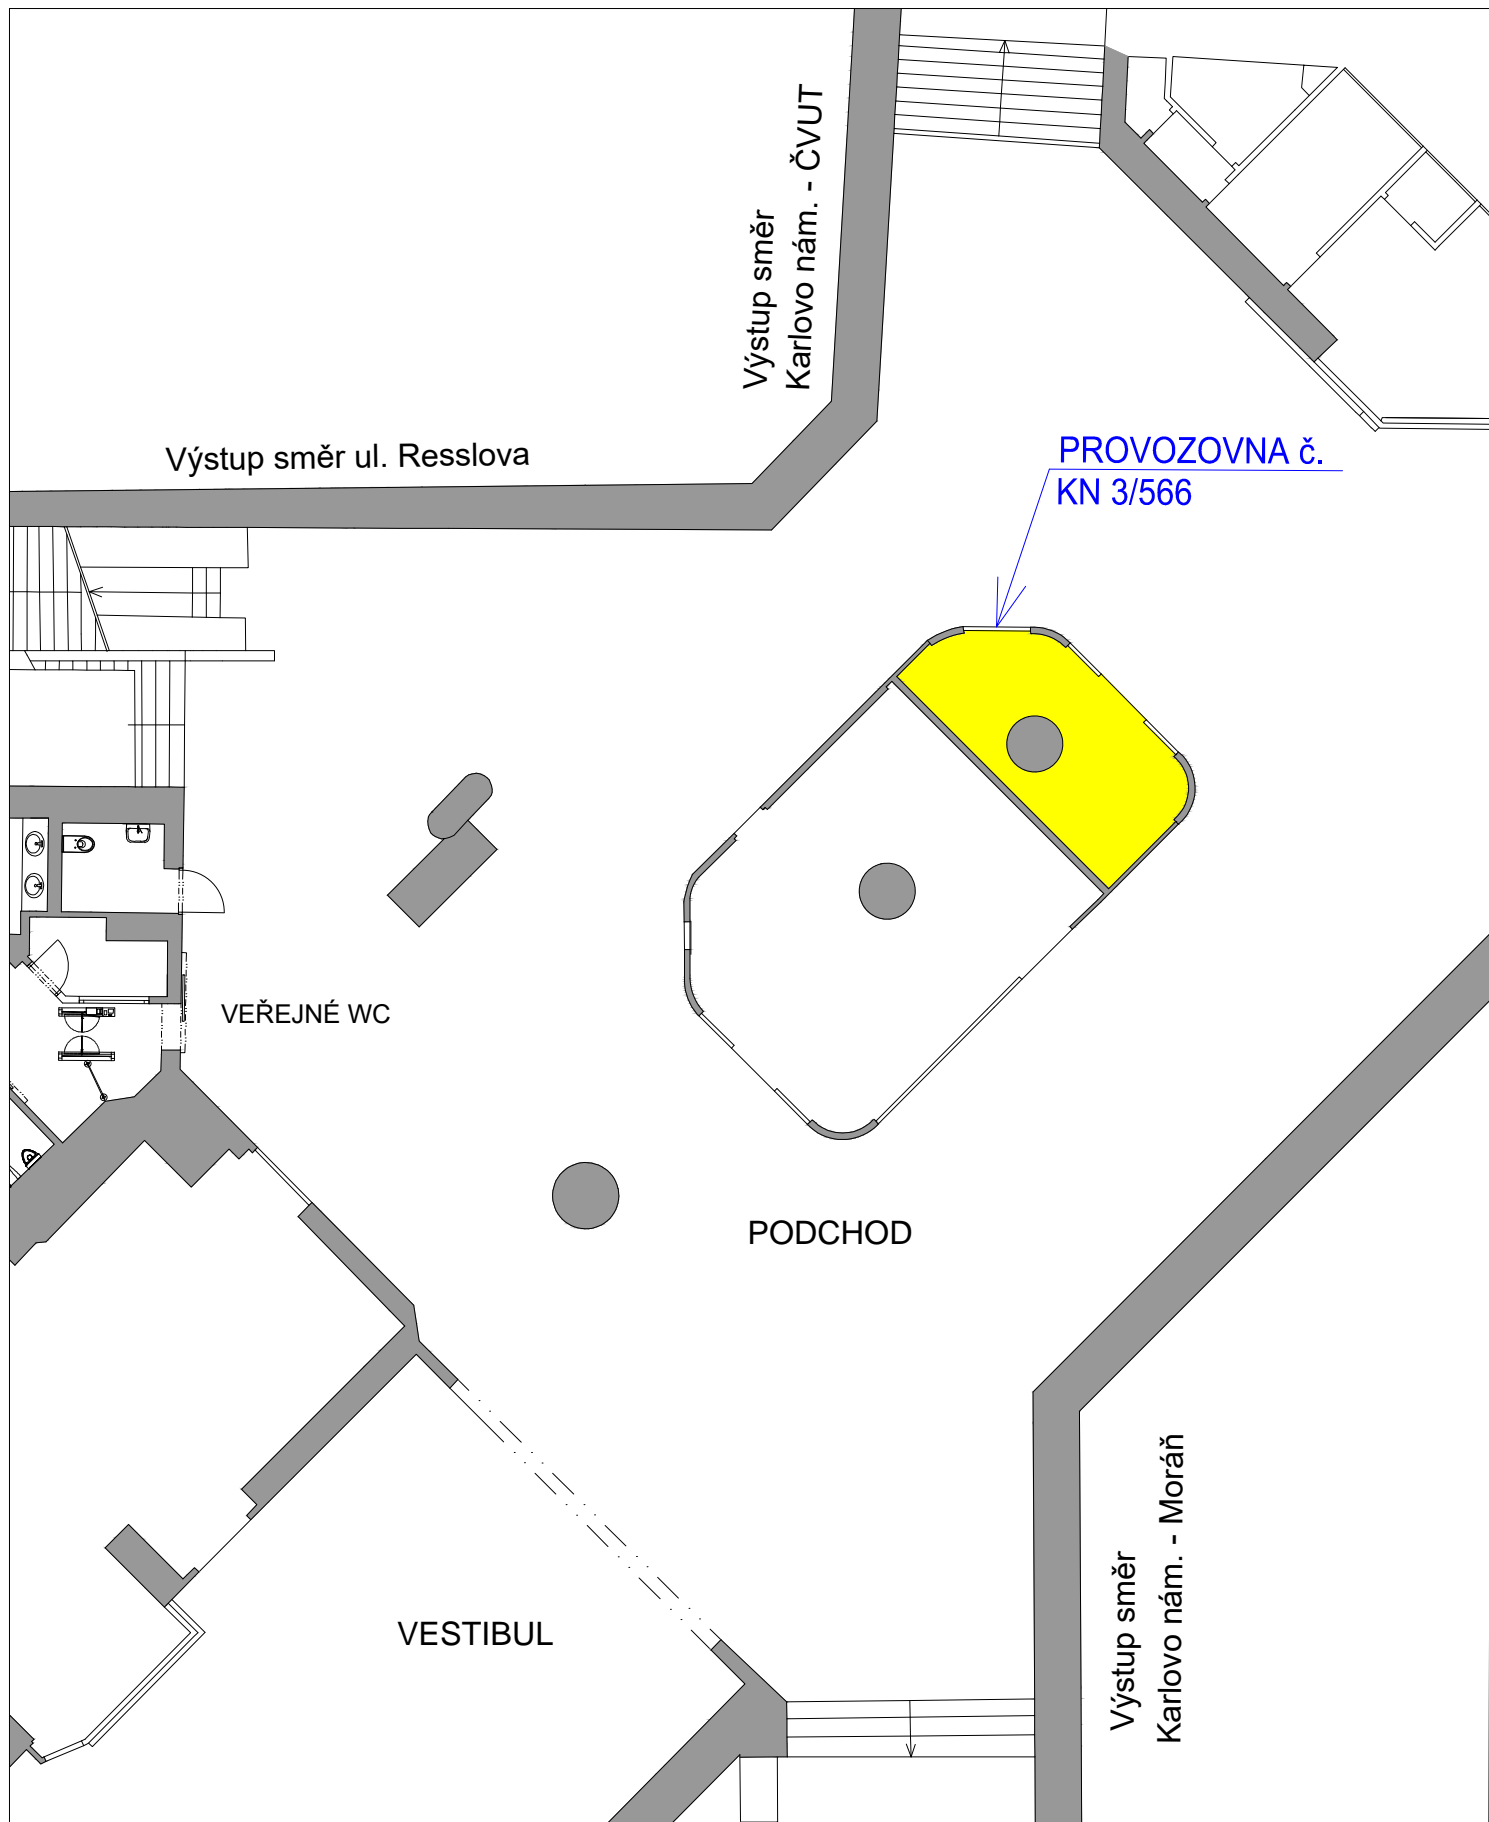 Výstup směr
Karlovo nám. - ČVUT
Výstup směr ul. Resslova
PROVOZOVNA č.
KN 3/566
VEŘEJNÉ WC
PODCHOD
VESTIBUL
Výstup směr
Karlovo nám. - Moráň